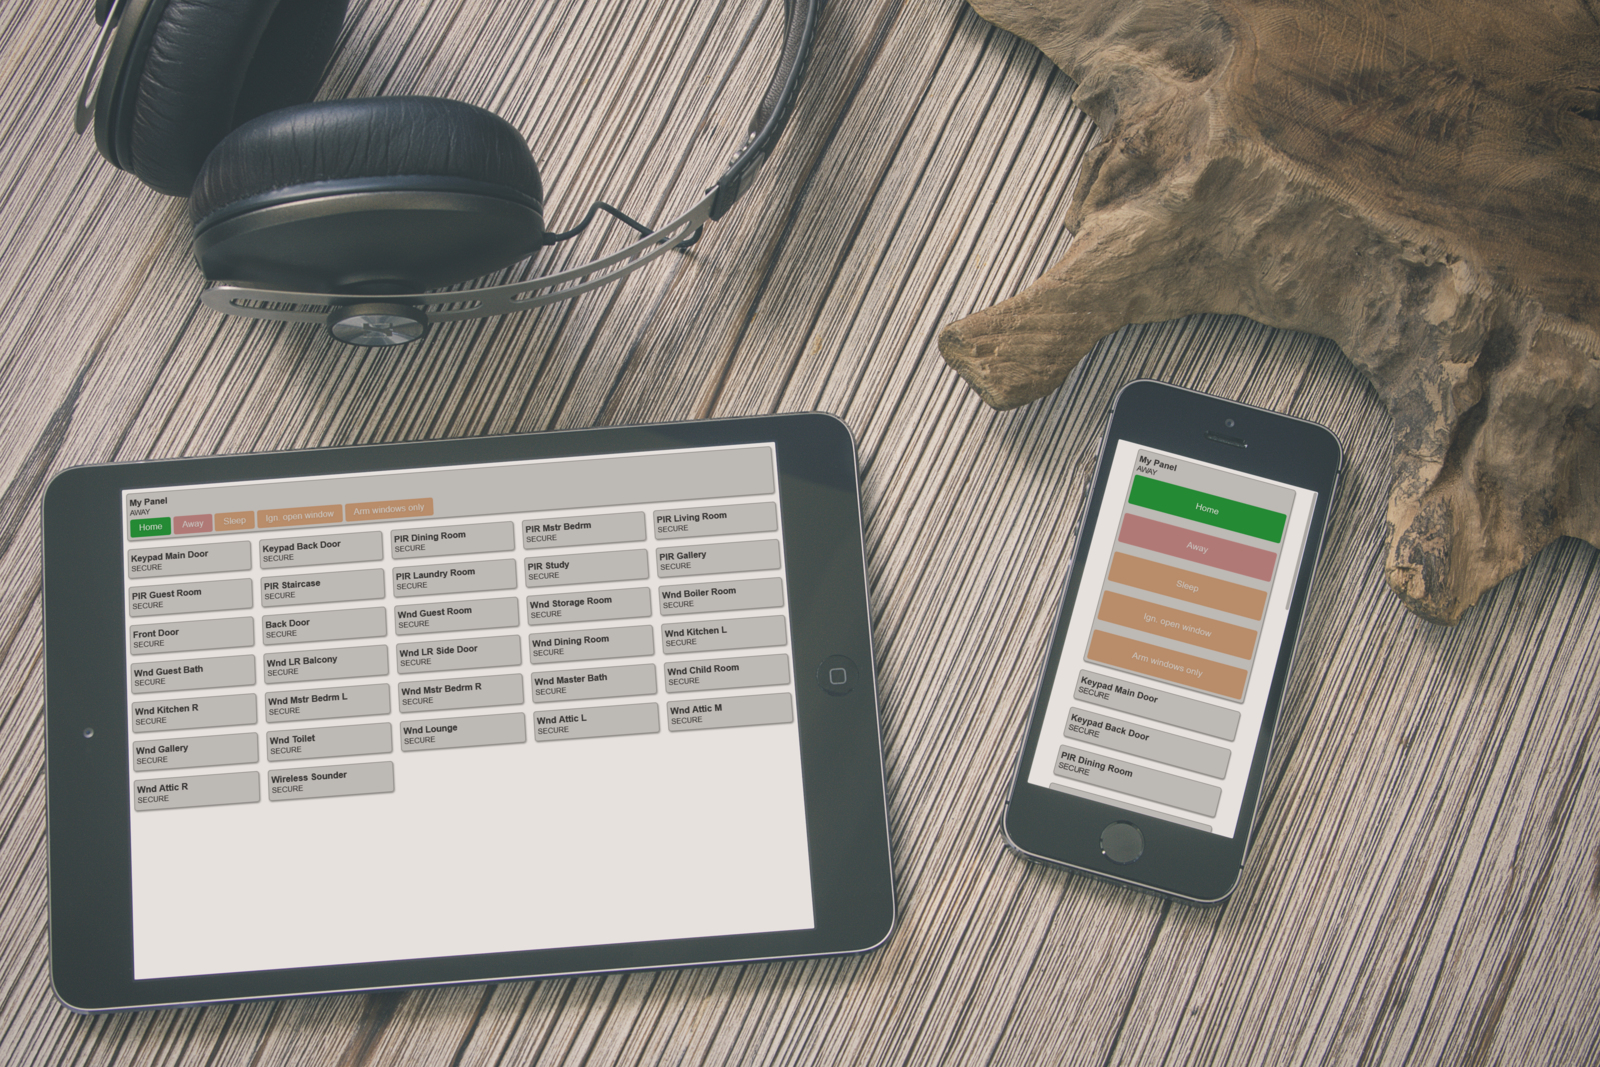 My Panel
AWAY
Home Away Sleep Ign. open window Arm windows only
Keypad Main Door
SECURE
Keypad Back Door
SECURE
PIR Dining Room
SECURE
PIR Mstr Bedrm
SECURE
PIR Living Room
SECURE
PIR Guest Room
SECURE
PIR Staircase
SECURE
PIR Laundry Room
SECURE
PIR Study
SECURE
PIR Gallery
SECURE
Front Door
SECURE
Back Door
SECURE
Wnd Guest Room
SECURE
Wnd Storage Room
SECURE
Wnd Boiler Room
SECURE
Wnd Guest Bath
SECURE
Wnd LR Balcony
SECURE
Wnd LR Side Door
SECURE
Wnd Dining Room
SECURE
Wnd Kitchen L
SECURE
Wnd Kitchen R
SECURE
Wnd Mstr Bedrm L
SECURE
Wnd Mstr Bedrm R
SECURE
Wnd Master Bath
SECURE
Wnd Child Room
SECURE
Wnd Gallery
SECURE
Wnd Toilet
SECURE
Wnd Lounge
SECURE
Wnd Attic L
SECURE
Wnd Attic M
SECURE
Wnd Attic R
SECURE
Wireless Sounder
SECURE
My Panel
AWAY
Home
Away
Sleep
Ign. open window
Arm windows only
Keypad Main Door
SECURE
Keypad Back Door
SECURE
PIR Dining Room
SECURE